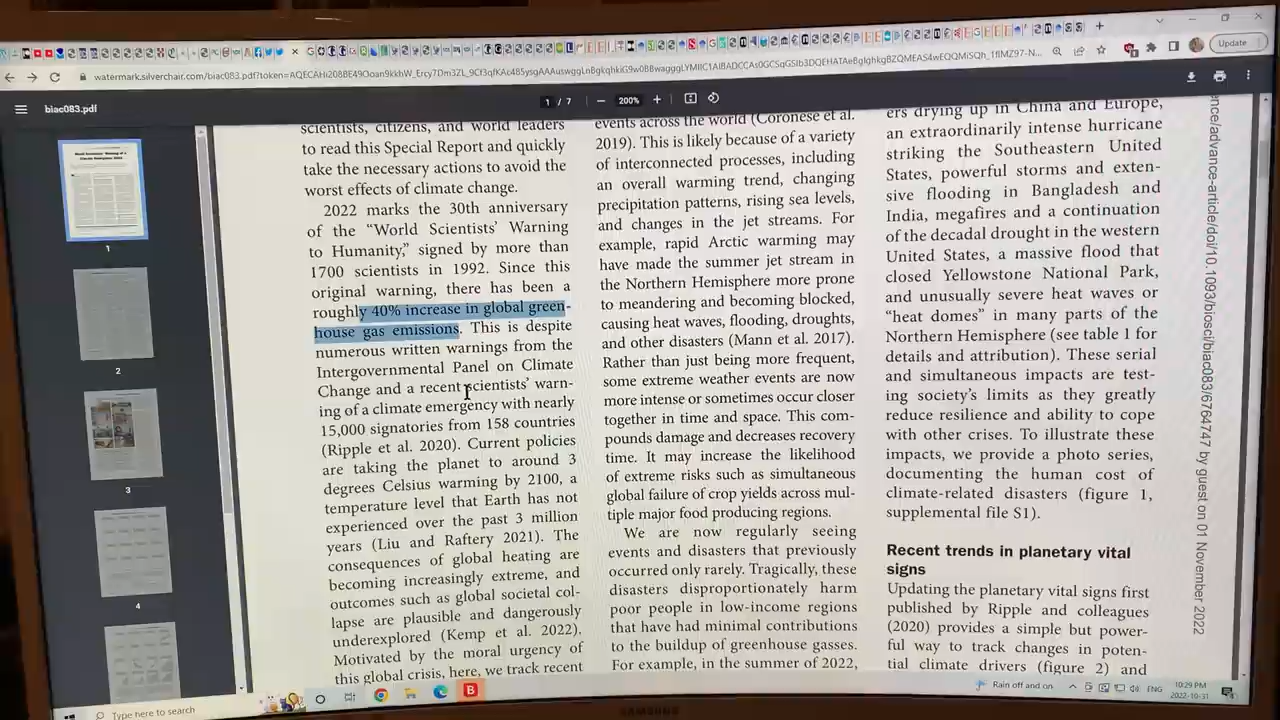 Update
watermark.silverchair.com/biac083.pdf?token=
biac083.pdf
1 / 7
200%
1
2
3
4
scientists, citizens, and world leaders
to read this Special Report and quickly
take the necessary actions to avoid the
worst effects of climate change.
2022 marks the 30th anniversary
of the “World Scientists’ Warning
to Humanity,” signed by more than
1700 scientists in 1992. Since this
original warning, there has been a
roughly 40% increase in global green-
house gas emissions. This is despite
numerous written warnings from the
Intergovernmental Panel on Climate
Change and a recent scientists’ warn-
ing of a climate emergency with nearly
15,000 signatories from 158 countries
(Ripple et al. 2020). Current policies
are taking the planet to around 3
degrees Celsius warming by 2100, a
temperature level that Earth has not
experienced over the past 3 million
years (Liu and Raftery 2021). The
consequences of global heating are
becoming increasingly extreme, and
outcomes such as global societal col-
lapse are plausible and dangerously
underexplored (Kemp et al. 2022).
Motivated by the moral urgency of
this global crisis, here, we track recent
events across the world (Coronese et al.
2019). This is likely because of a variety
of interconnected processes, including
an overall warming trend, changing
precipitation patterns, rising sea levels,
and changes in the jet streams. For
example, rapid Arctic warming may
have made the summer jet stream in
the Northern Hemisphere more prone
to meandering and becoming blocked,
causing heat waves, flooding, droughts,
and other disasters (Mann et al. 2017).
Rather than just being more frequent,
some extreme weather events are now
more intense or sometimes occur closer
together in time and space. This com-
pounds damage and decreases recovery
time. It may increase the likelihood
of extreme risks such as simultaneous
global failure of crop yields across mul-
tiple major food producing regions.
We are now regularly seeing
events and disasters that previously
occurred only rarely. Tragically, these
disasters disproportionately harm
poor people in low-income regions
that have had minimal contributions
to the buildup of greenhouse gasses.
For example, in the summer of 2022,
ers drying up in China and Europe,
an extraordinarily intense hurricane
striking the Southeastern United
States, powerful storms and exten-
sive flooding in Bangladesh and
India, megafires and a continuation
of the decadal drought in the western
United States, a massive flood that
closed Yellowstone National Park,
and unusually severe heat waves or
“heat domes” in many parts of the
Northern Hemisphere (see table 1 for
details and attribution). These serial
and simultaneous impacts are test-
ing society’s limits as they greatly
reduce resilience and ability to cope
with other crises. To illustrate these
impacts, we provide a photo series,
documenting the human cost of
climate-related disasters (figure 1,
supplemental file S1).
Recent trends in planetary vital
signs
Updating the planetary vital signs first
published by Ripple and colleagues
(2020) provides a simple but power-
ful way to track changes in poten-
tial climate drivers (figure 2) and
ence/advance-article/doi/10.1093/biosci/biac083/6764747 by guest on 01 November 2022
Type here to search
Rain off and on
ENG
10:29 PM
2022-10-31
SAMSUNG